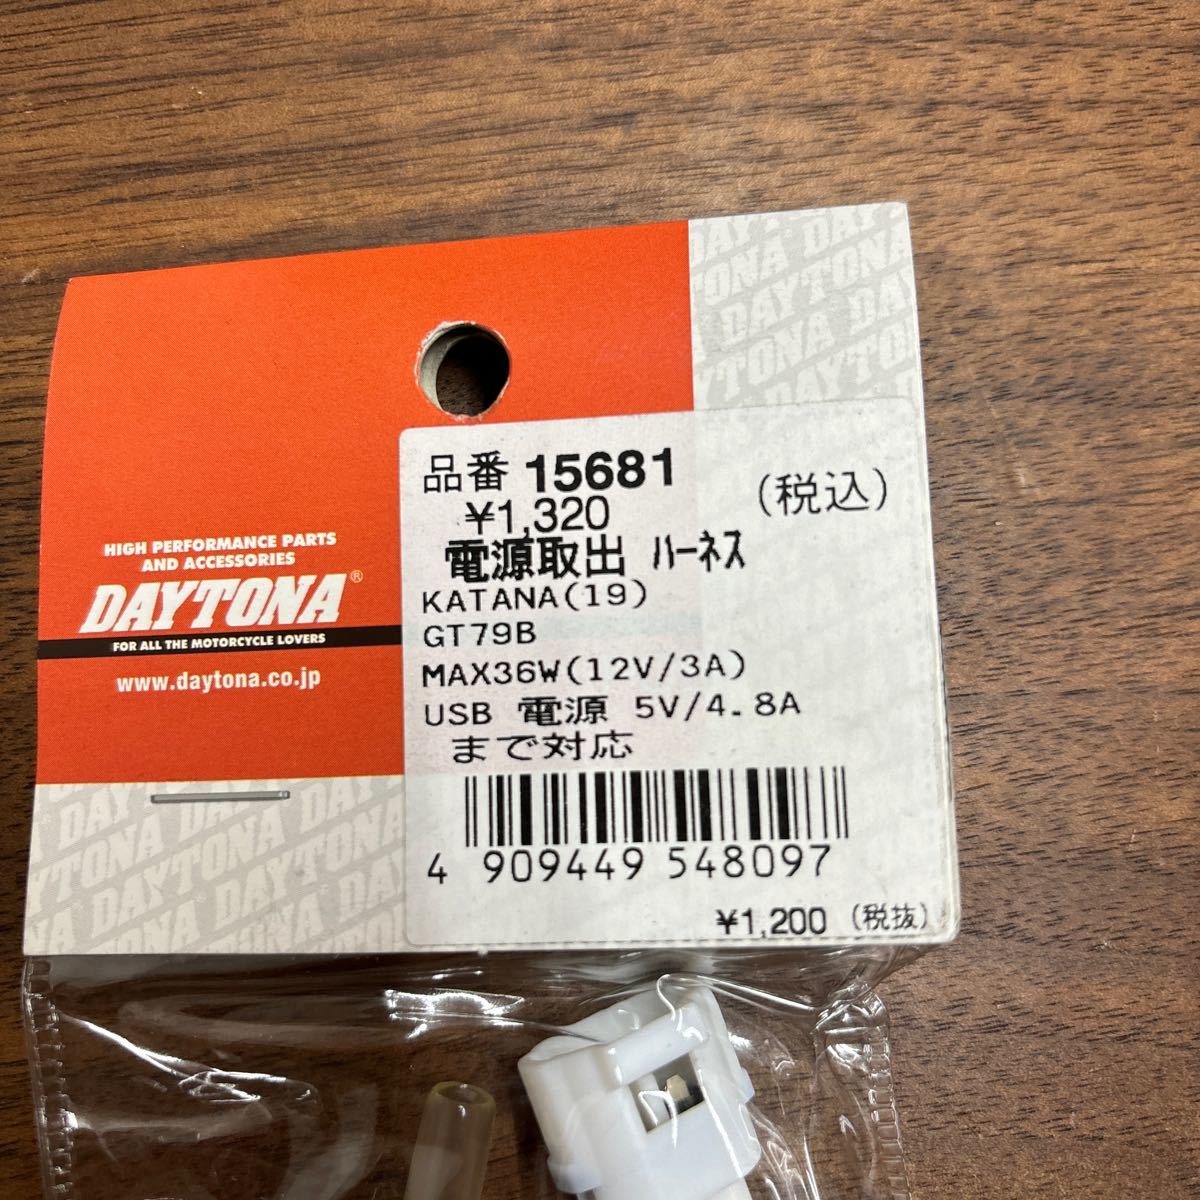 HIGH PERFORMANCE PARTS
AND ACCESSORIES
DAYTONA®
FOR ALL THE MOTORCYCLE LOVERS
www.daytona.co.jp
品番 15681
¥1,320 (税込)
電源取出 ハーネス
KATANA(19)
GT79B
MAX36W(12V/3A)
USB 電源 5V/4.8A
まで対応
4 909449 548097
¥1,200 (税抜)